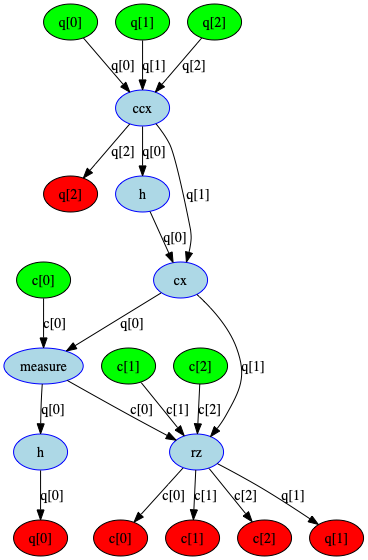 q[0] q[1] q[2]
q[0] q[1] q[2]
ccx
q[2] q[0] q[1]
q[2] h
q[0]
c[0] cx
c[0] q[0] q[1]
measure c[1] c[2]
q[0] c[0] c[1] c[2]
h rz
q[0] c[0] c[1] c[2] q[1]
q[0] c[0] c[1] c[2] q[1]